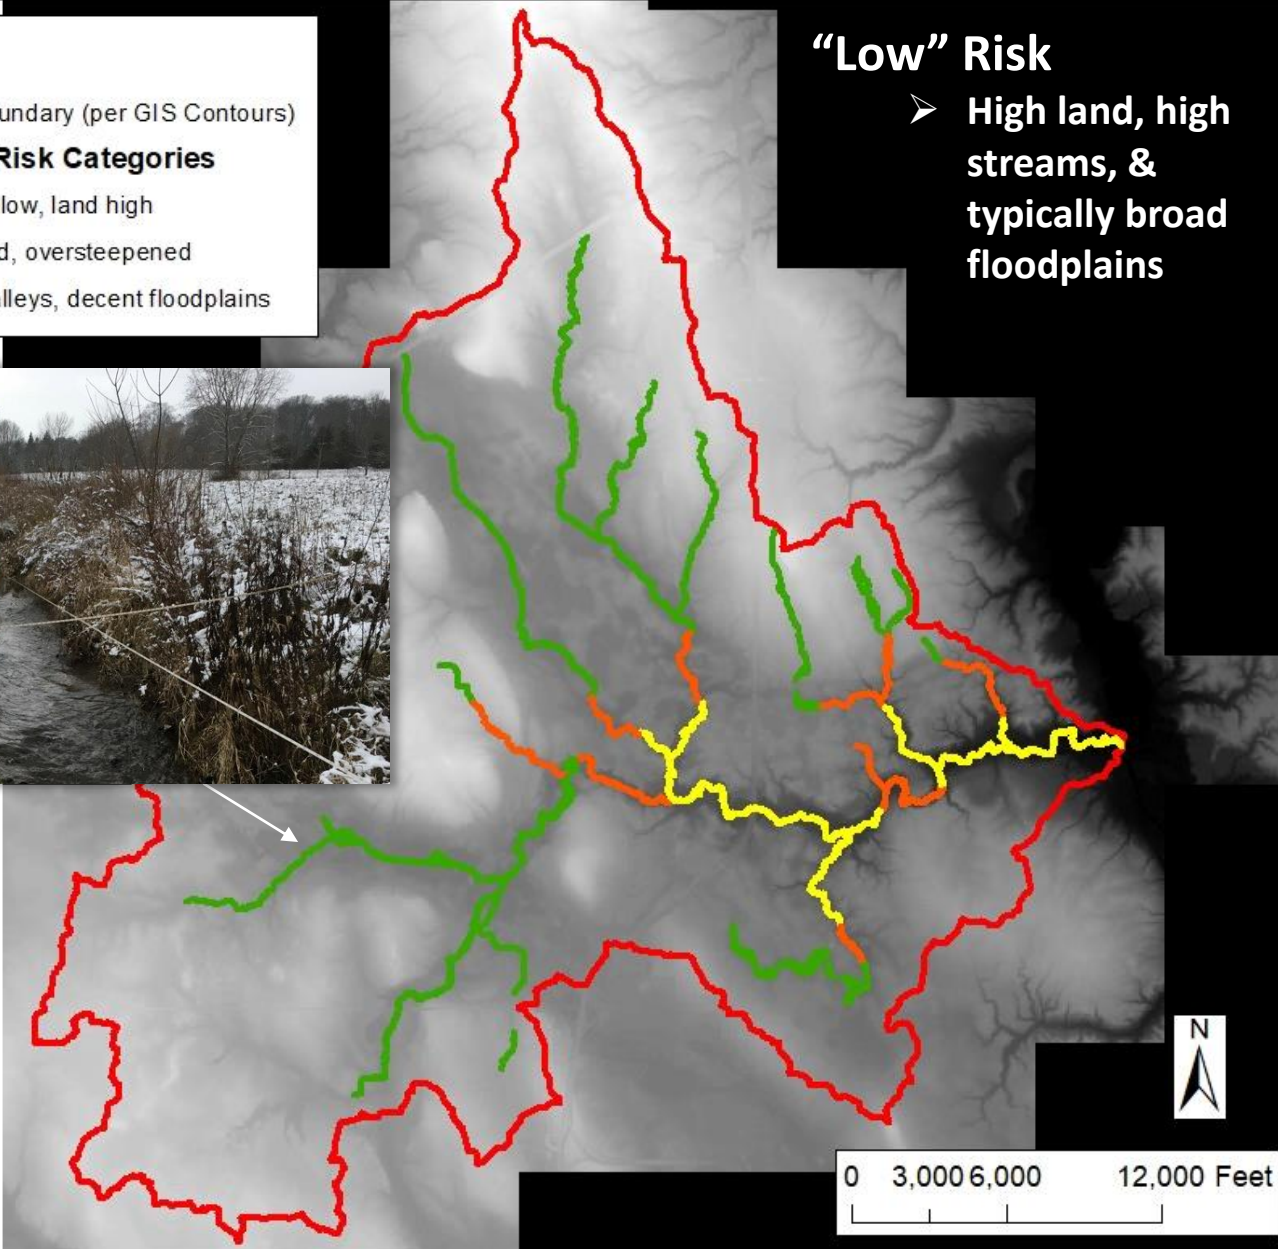 “Low” Risk
➢ High land, high
streams, &
typically broad
floodplains
undary (per GIS Contours)
Risk Categories
low, land high
d, oversteepened
alleys, decent floodplains
N
0 3,000 6,000 12,000 Feet